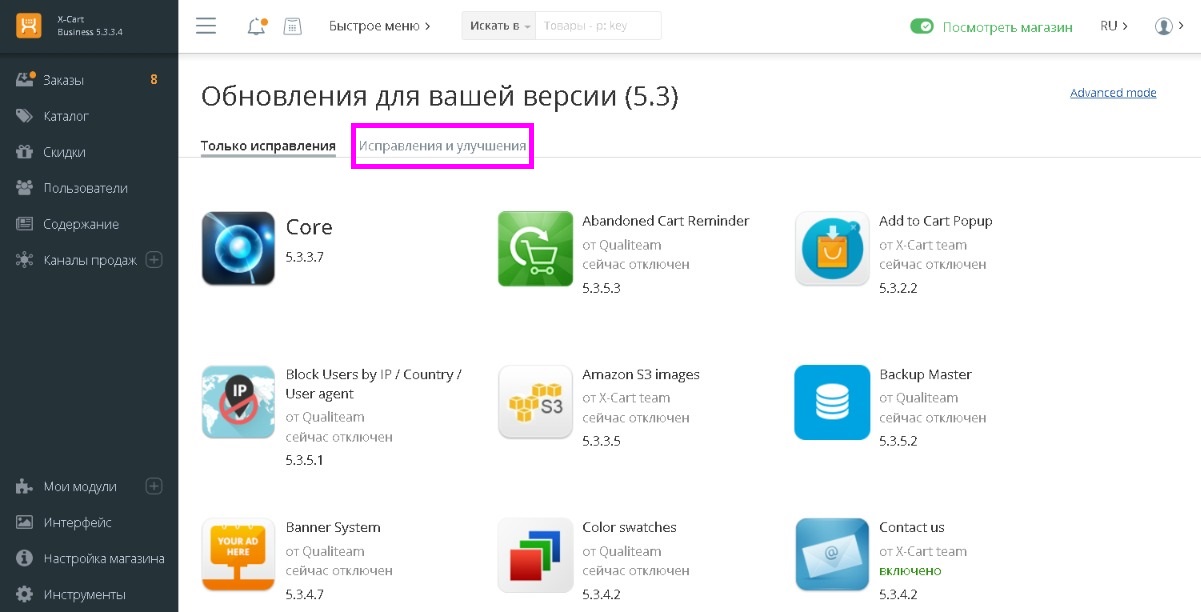 X-Cart
Business 5.3.3.4
Быстрое меню
Искать в
Товары - p: key
Посмотреть магазин
RU
Заказы
8
Каталог
Скидки
Пользователи
Содержание
Каналы продаж
Мои модули
Интерфейс
Настройка магазина
Инструменты
Обновления для вашей версии (5.3)
Advanced mode
Только исправления
Исправления и улучшения
Core
5.3.3.7
Abandoned Cart Reminder
от Qualiteam
сейчас отключен
5.3.5.3
Add to Cart Popup
от X-Cart team
сейчас отключен
5.3.2.2
IP
Block Users by IP / Country /
User agent
от Qualiteam
сейчас отключен
5.3.5.1
S3
Amazon S3 images
от X-Cart team
сейчас отключен
5.3.3.5
Backup Master
от Qualiteam
сейчас отключен
5.3.5.2
YOUR AD
HERE
Banner System
от Qualiteam
сейчас отключен
5.3.4.7
Color swatches
от Qualiteam
сейчас отключен
5.3.4.2
@
Contact us
от X-Cart team
включено
5.3.4.2